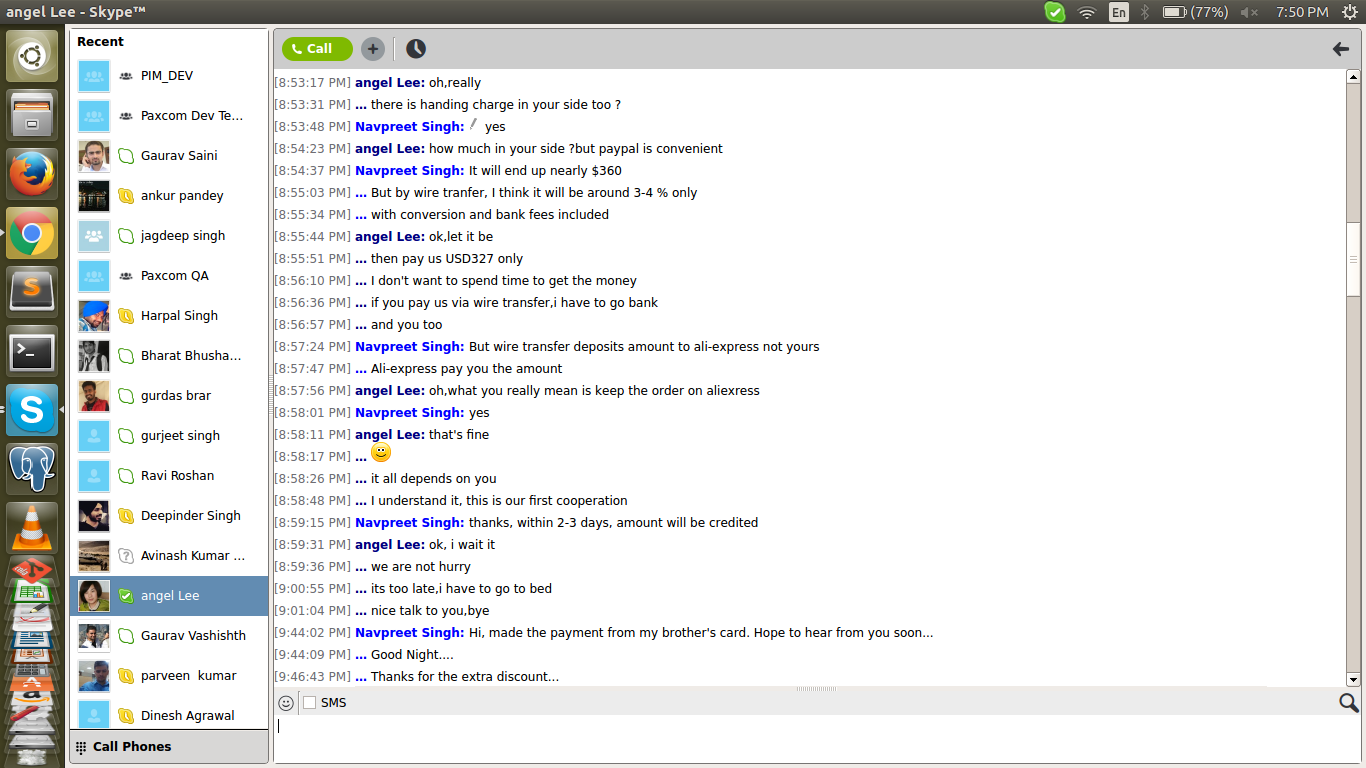 angel Lee - Skype™
En
(77%)
7:50 PM
Recent
PIM_DEV
Paxcom Dev Te...
Gaurav Saini
ankur pandey
jagdeep singh
Paxcom QA
Harpal Singh
Bharat Bhusha...
gurdas brar
gurjeet singh
Ravi Roshan
Deepinder Singh
Avinash Kumar ...
angel Lee
Gaurav Vashishth
parveen kumar
Dinesh Agrawal
Call Phones
Call
[8:53:17 PM] angel Lee: oh,really
[8:53:31 PM] ... there is handing charge in your side too ?
[8:53:48 PM] Navpreet Singh: yes
[8:54:23 PM] angel Lee: how much in your side ?but paypal is convenient
[8:54:37 PM] Navpreet Singh: It will end up nearly $360
[8:55:03 PM] ... But by wire tranfer, I think it will be around 3-4 % only
[8:55:34 PM] ... with conversion and bank fees included
[8:55:44 PM] angel Lee: ok,let it be
[8:55:51 PM] ... then pay us USD327 only
[8:56:10 PM] ... I don't want to spend time to get the money
[8:56:36 PM] ... if you pay us via wire transfer,i have to go bank
[8:56:57 PM] ... and you too
[8:57:24 PM] Navpreet Singh: But wire transfer deposits amount to ali-express not yours
[8:57:47 PM] ... Ali-express pay you the amount
[8:57:56 PM] angel Lee: oh,what you really mean is keep the order on aliexress
[8:58:01 PM] Navpreet Singh: yes
[8:58:11 PM] angel Lee: that's fine
[8:58:17 PM] ...
[8:58:26 PM] ... it all depends on you
[8:58:48 PM] ... I understand it, this is our first cooperation
[8:59:15 PM] Navpreet Singh: thanks, within 2-3 days, amount will be credited
[8:59:31 PM] angel Lee: ok, i wait it
[8:59:36 PM] ... we are not hurry
[9:00:55 PM] ... its too late,i have to go to bed
[9:01:04 PM] ... nice talk to you,bye
[9:44:02 PM] Navpreet Singh: Hi, made the payment from my brother's card. Hope to hear from you soon...
[9:44:09 PM] ... Good Night....
[9:46:43 PM] ... Thanks for the extra discount...
SMS